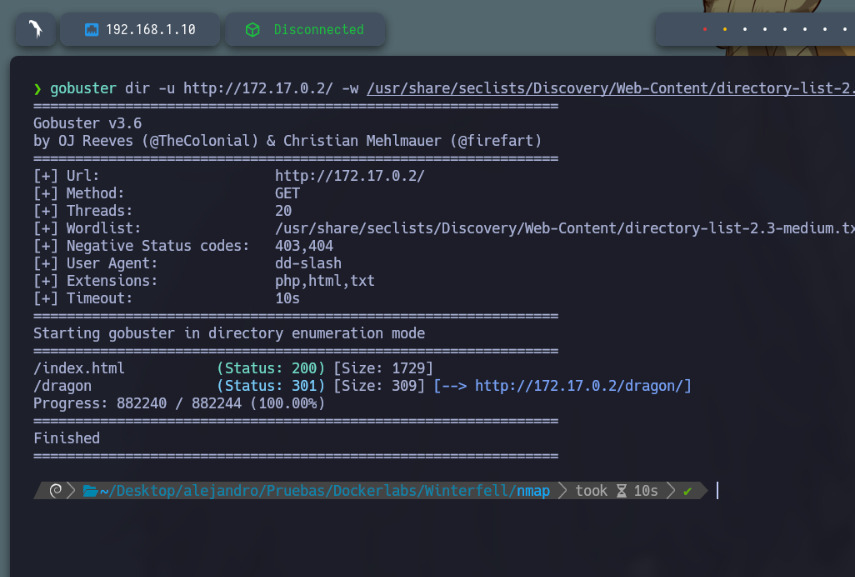 192.168.1.10
Disconnected
❯ gobuster dir -u http://172.17.0.2/ -w /usr/share/seclists/Discovery/Web-Content/directory-list-2.
===============================================================
Gobuster v3.6
by OJ Reeves (@TheColonial) & Christian Mehlmauer (@firefart)
===============================================================
[+] Url: http://172.17.0.2/
[+] Method: GET
[+] Threads: 20
[+] Wordlist: /usr/share/seclists/Discovery/Web-Content/directory-list-2.3-medium.tx
[+] Negative Status codes: 403,404
[+] User Agent: dd-slash
[+] Extensions: php,html,txt
[+] Timeout: 10s
===============================================================
Starting gobuster in directory enumeration mode
===============================================================
/index.html (Status: 200) [Size: 1729]
/dragon (Status: 301) [Size: 309] [--> http://172.17.0.2/dragon/]
Progress: 882240 / 882244 (100.00%)
===============================================================
Finished
===============================================================
~/Desktop/alejandro/Pruebas/Dockerlabs/Winterfell/nmap took 10s ✔